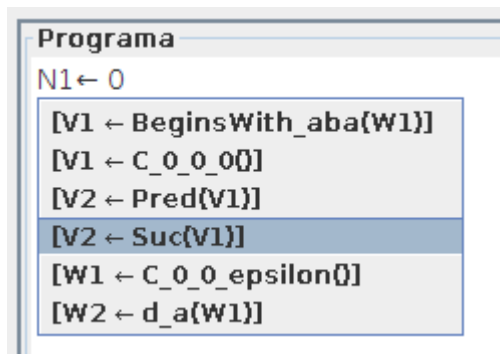 Programa
N1← 0
[V1 ← BeginsWith_aba(W1)]
[V1 ← C_0_0_0()]
[V2 ← Pred(V1)]
[V2 ← Suc(V1)]
[W1 ← C_0_0_epsilon()]
[W2 ← d_a(W1)]